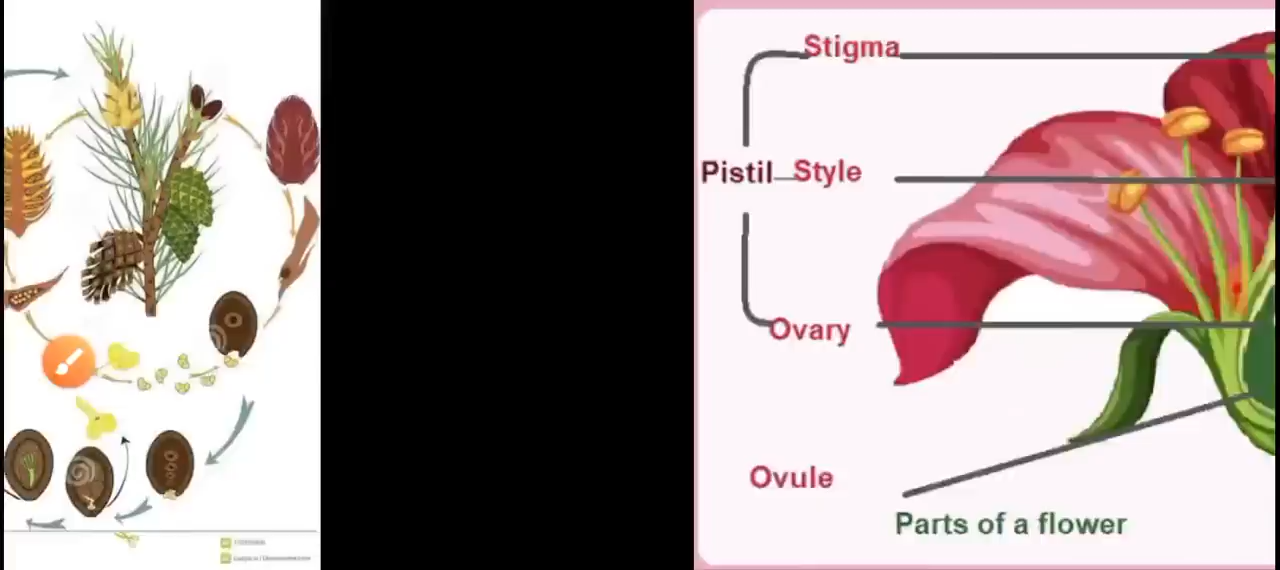 Stigma
Pistil Style
Ovary
Ovule
Parts of a flower